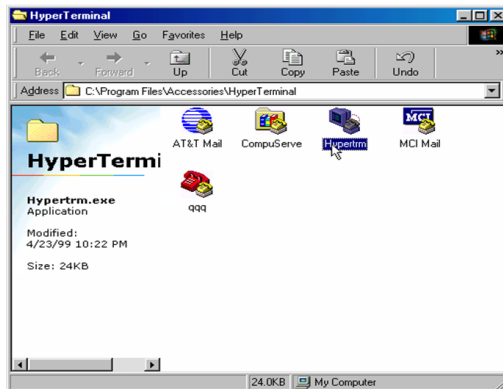 HyperTerminal
File Edit View Go Favorites Help
Back Forward Up Cut Copy Paste Undo
Address C:\Program Files\Accessories\HyperTerminal
AT&T Mail CompuServe Hypertrm MCI Mail
MCI
qqq
HyperTermi
Hypertrm.exe
Application
Modified:
4/23/99 10:22 PM
Size: 24KB
24.0KB My Computer